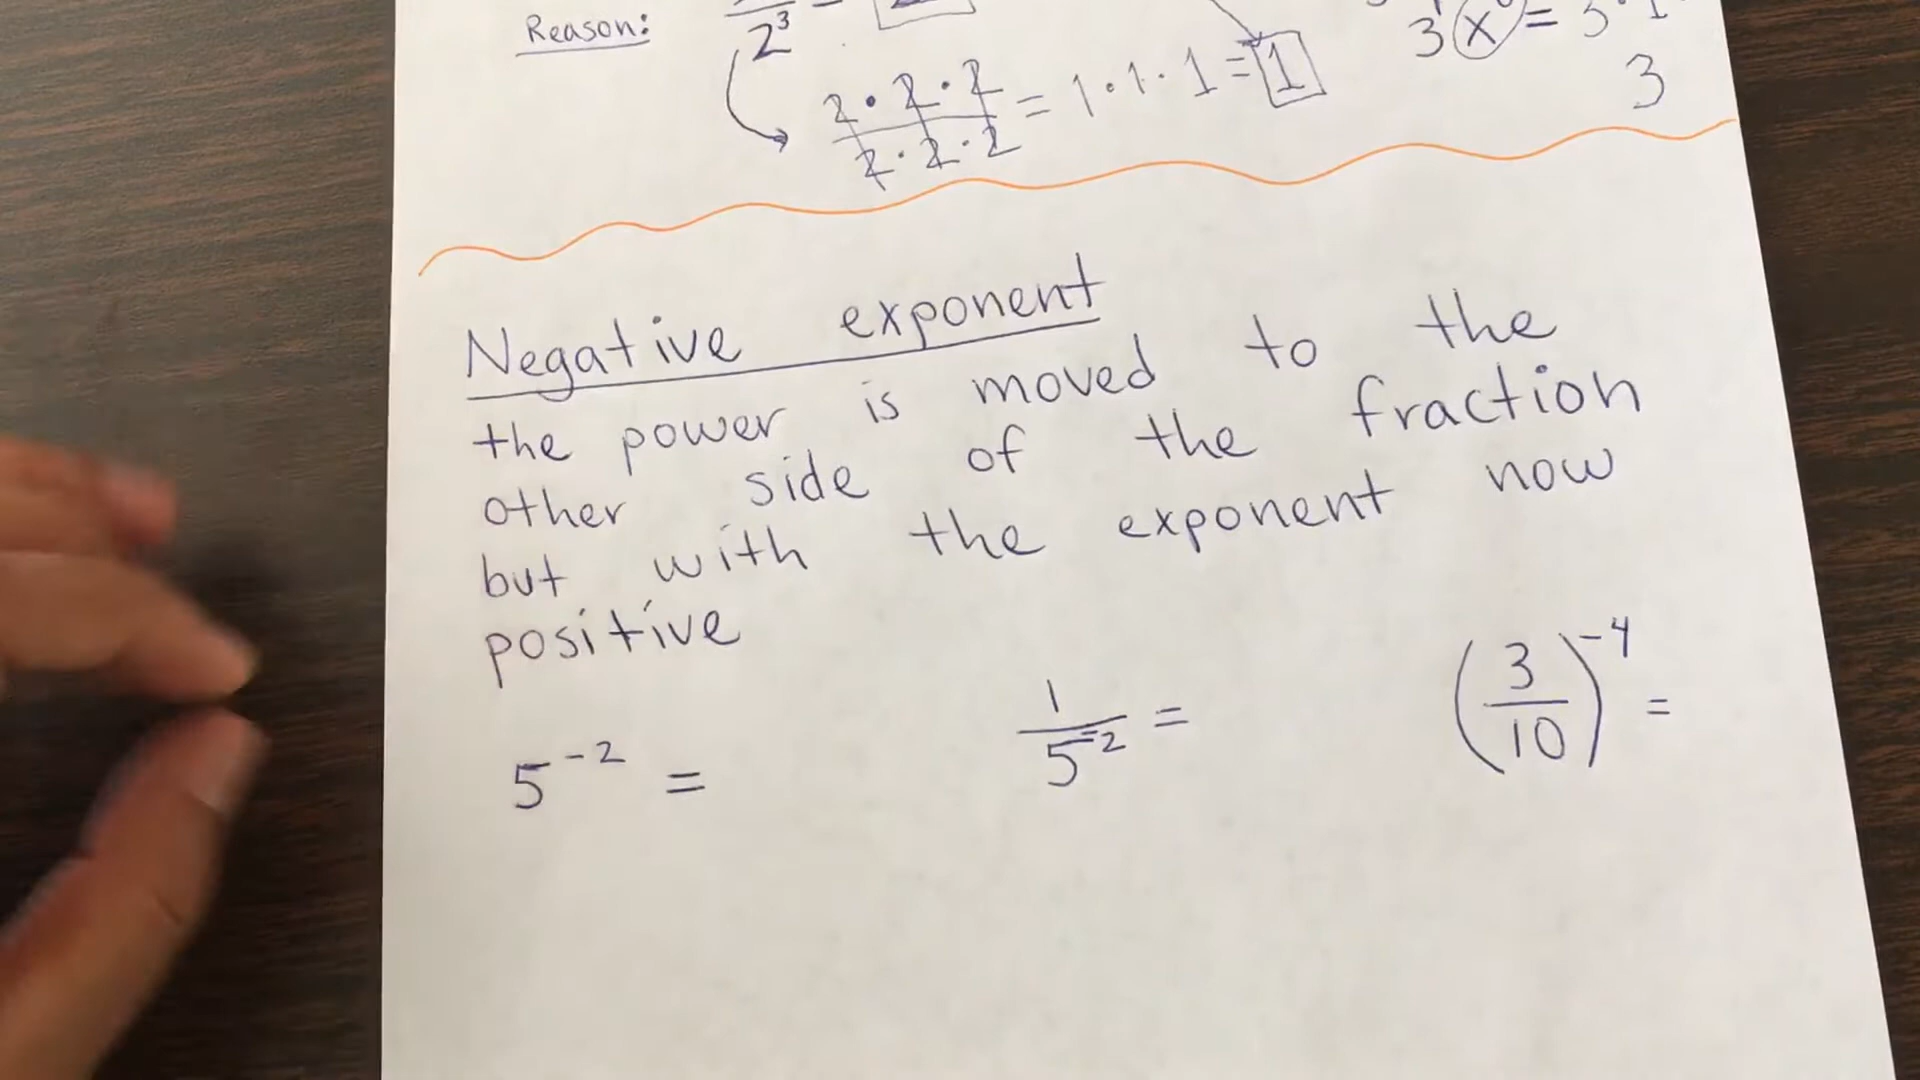 Reason: 2³ =
2 · 2 · 2 / 2 · 2 · 2 = 1 · 1 · 1 = 1
3 x =
3
Negative exponent
the power is moved to the
other side of the fraction
but with the exponent now
positive
5⁻² =
1 / 5⁻² =
(3/10)⁻⁴ =